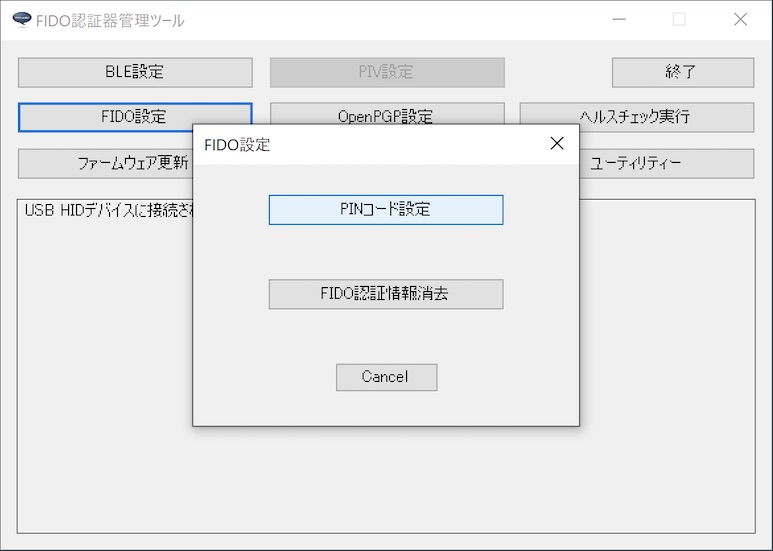 FIDO認証器管理ツール
BLE設定
PIV設定
終了
FIDO設定
OpenPGP設定
ヘルスチェック実行
ファームウェア更新
ユーティリティー
USB HIDデバイスに接続され
FIDO設定
PINコード設定
FIDO認証情報消去
Cancel